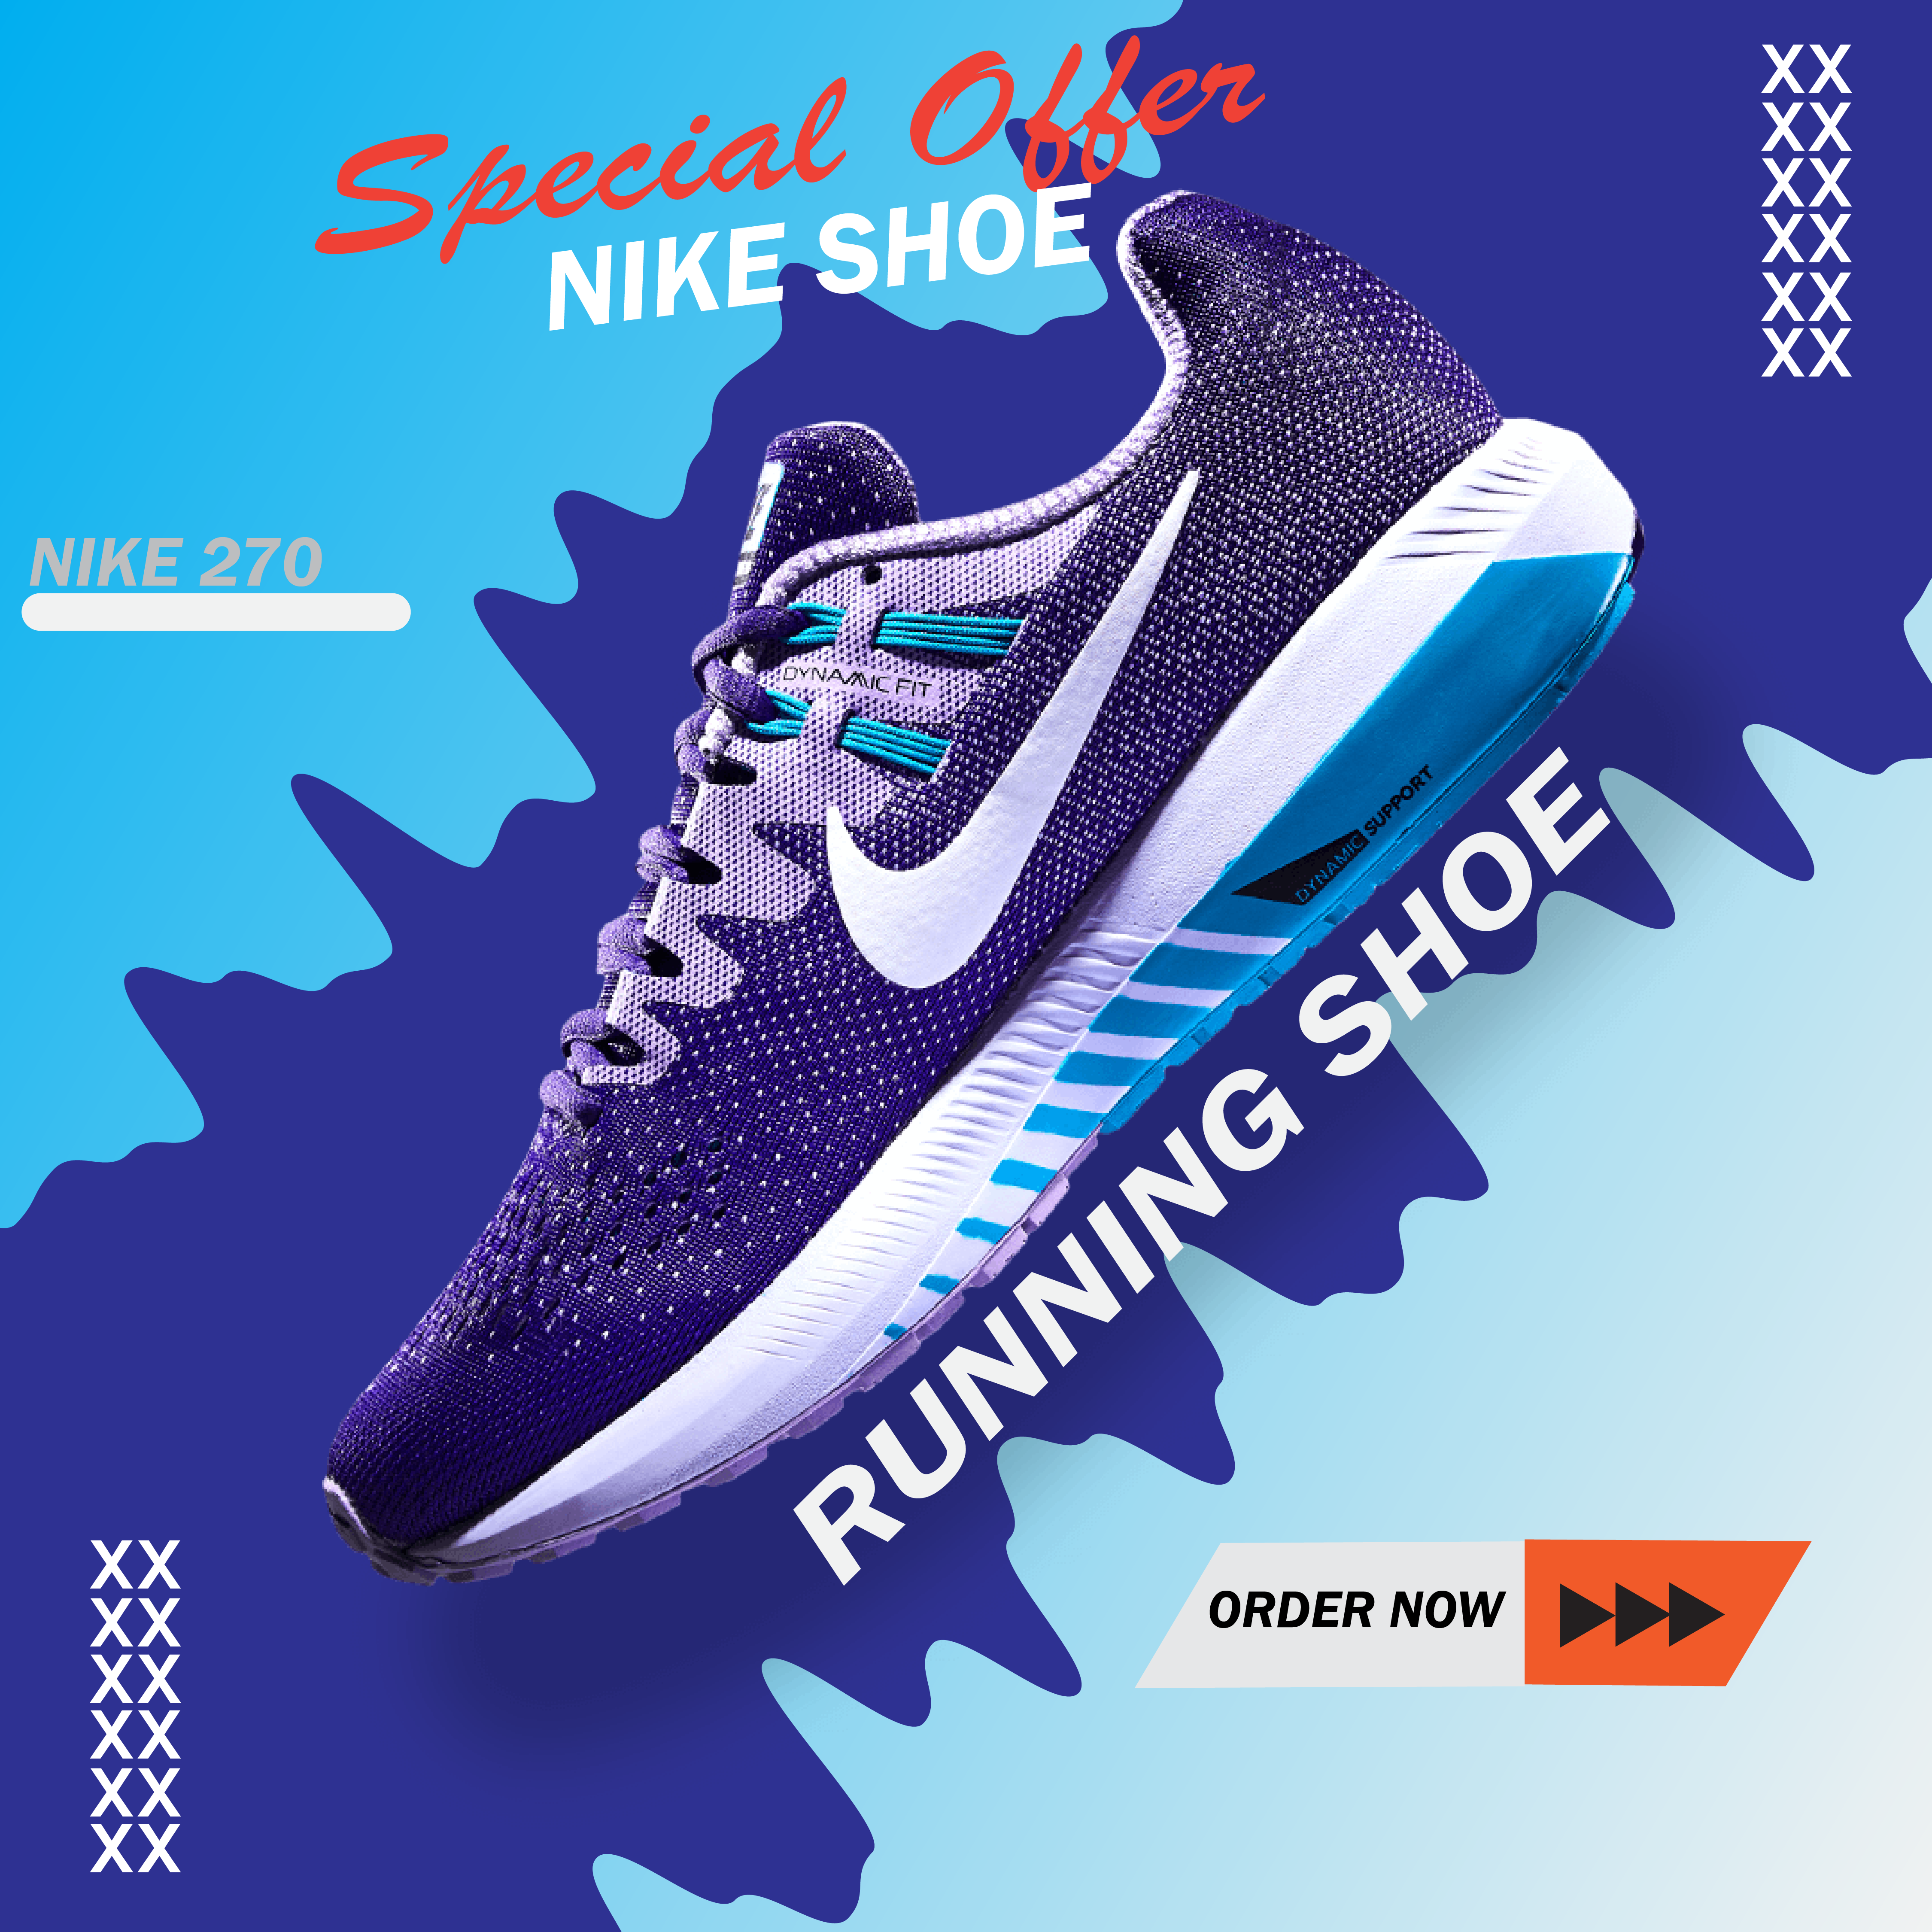 Special Offer
NIKE SHOE
XX
XX
XX
XX
XX
XX
NIKE 270
DYNAMIC FIT
DYNAMIC SUPPORT
RUNNING SHOE
ORDER NOW
XX
XX
XX
XX
XX
XX